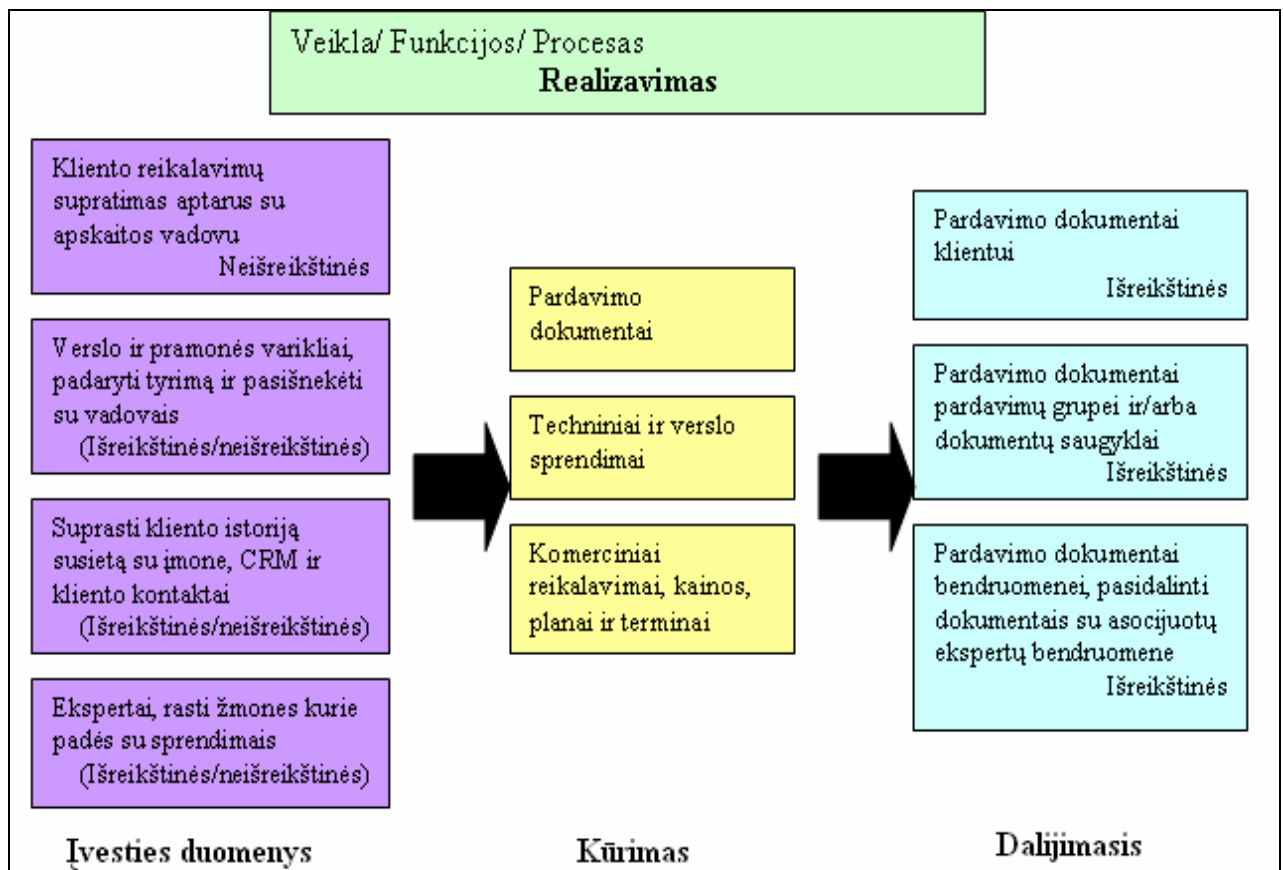 Veikla/ Funkcijos/ Procesas
Realizavimas
Kliento reikalavimų
supratimas aptarus su
apskaitos vadovu
Neišreikštinės
Verslo ir pramonės varikliai,
padaryti tyrimą ir pasišnekėti
su vadovais
(Išreikštinės/neišreikštinės)
Suprasti kliento istoriją
susietą su įmone, CRM ir
kliento kontaktai
(Išreikštinės/neišreikštinės)
Ekspertai, rasti žmones kurie
padės su sprendimais
(Išreikštinės/neišreikštinės)
Įvesties duomenys
Pardavimo
dokumentai
Techniniai ir verslo
sprendimai
Komerciniai
reikalavimai, kainos,
planai ir terminai
Kūrimas
Pardavimo dokumentai
klientui
Išreikštinės
Pardavimo dokumentai
pardavimų grupei ir/arba
dokumentų saugyklai
Išreikštinės
Pardavimo dokumentai
bendruomenei, pasidalinti
dokumentais su asocijuotų
ekspertų bendruomene
Išreikštinės
Dalijimasis